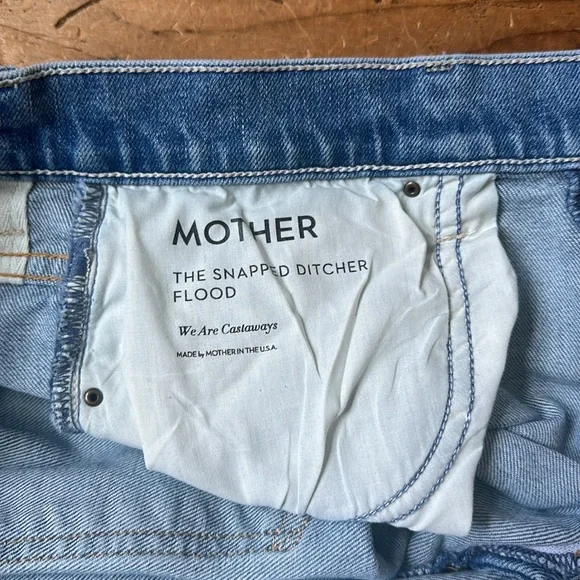 MOTHER
THE SNAPPED DITCHER
FLOOD
We Are Castaways
MADE by MOTHER IN THE U.S.A.